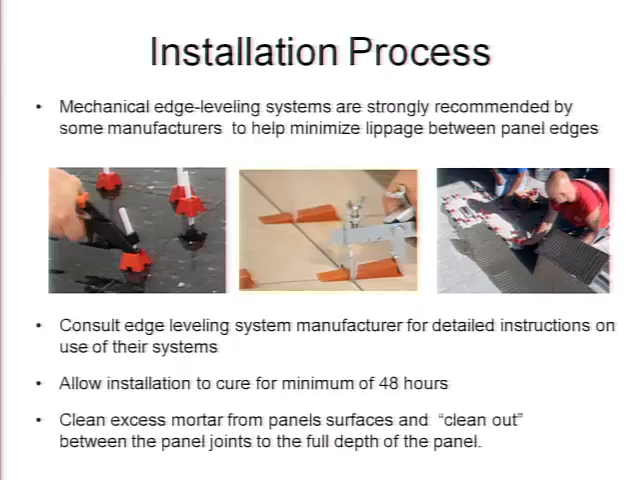 Installation Process
• Mechanical edge-leveling systems are strongly recommended by
some manufacturers to help minimize lippage between panel edges
• Consult edge leveling system manufacturer for detailed instructions on
use of their systems
• Allow installation to cure for minimum of 48 hours
• Clean excess mortar from panels surfaces and “clean out”
between the panel joints to the full depth of the panel.